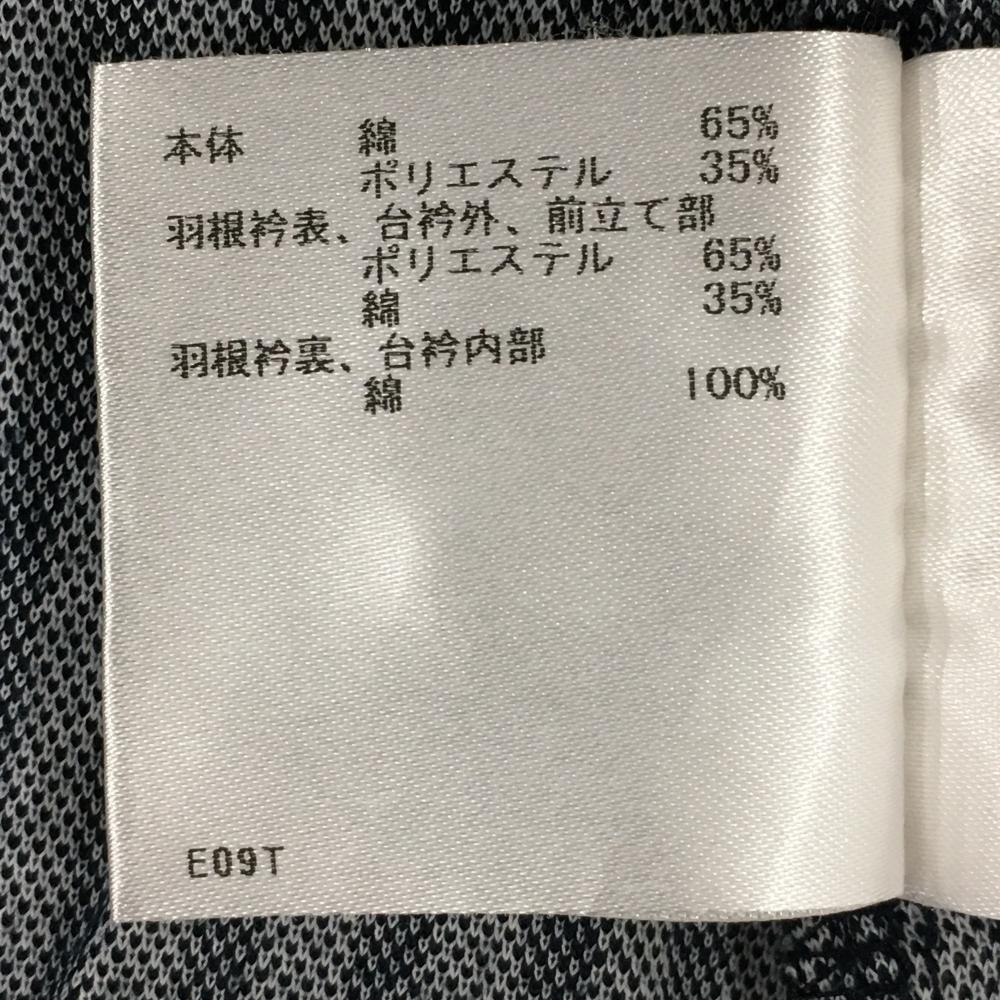 本体 綿 65%
ポリエステル 35%
羽根衿表、台衿外、前立て部
ポリエステル 65%
綿 35%
羽根衿裏、台衿内部
綿 100%
E09T